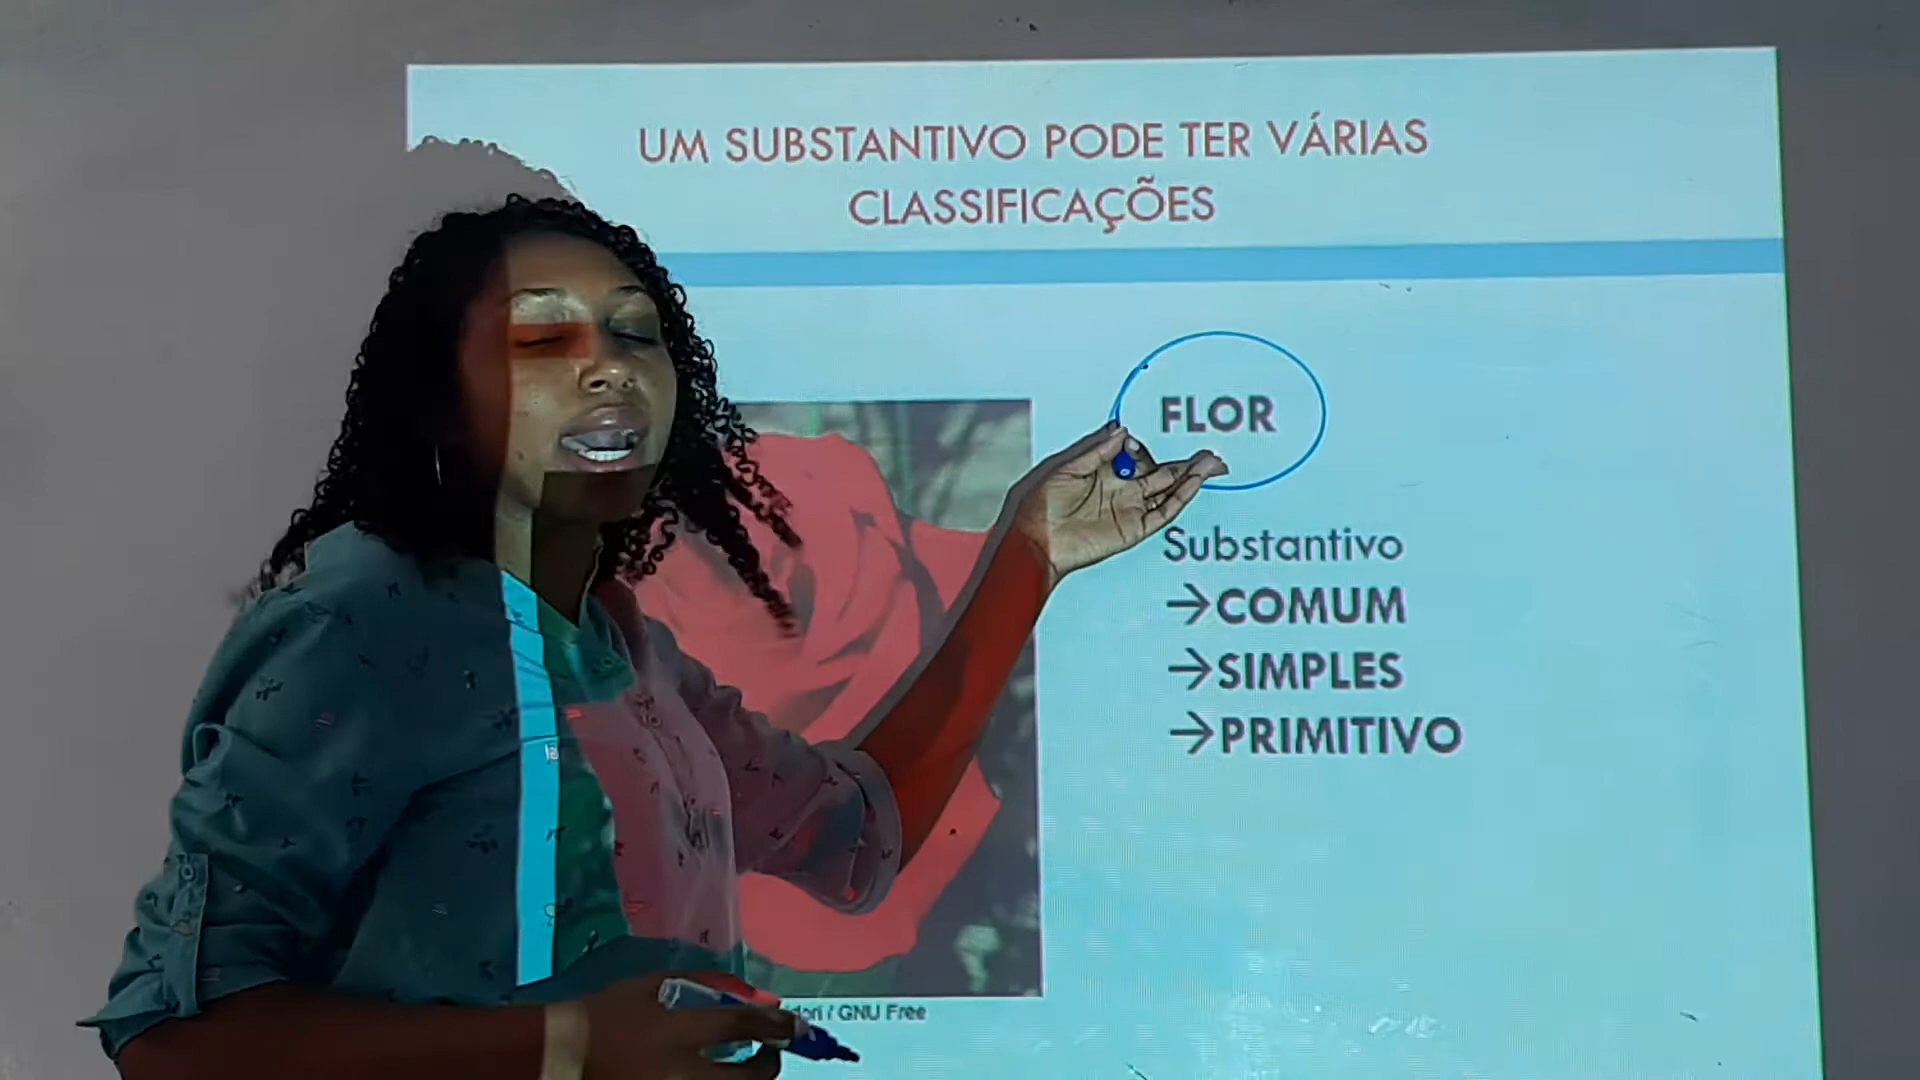 UM SUBSTANTIVO PODE TER VÁRIAS
CLASSIFICAÇÕES
FLOR
Substantivo
→COMUM
→SIMPLES
→PRIMITIVO
/ GNU Free